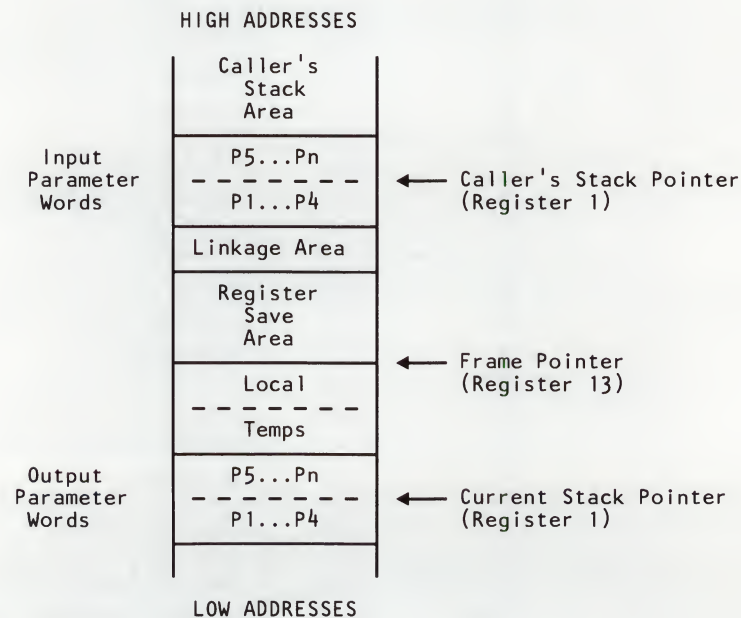 HIGH ADDRESSES
Caller's
Stack
Area
Input
Parameter
Words
P5...Pn
P1...P4
Caller's Stack Pointer
(Register 1)
Linkage Area
Register
Save
Area
Frame Pointer
(Register 13)
Local
Temps
Output
Parameter
Words
P5...Pn
P1...P4
Current Stack Pointer
(Register 1)
LOW ADDRESSES